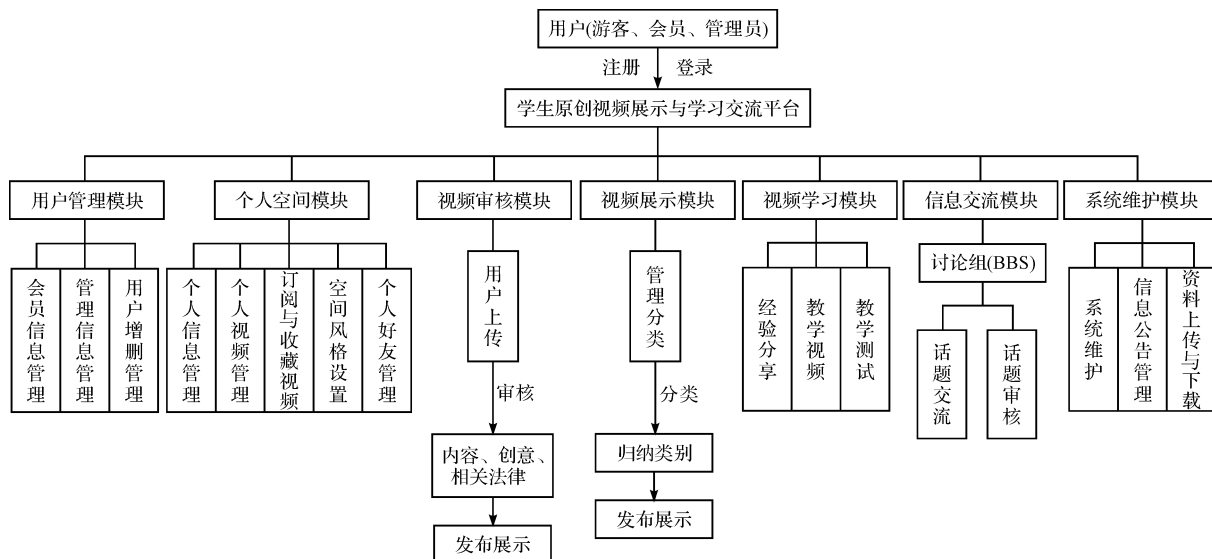 用户(游客、会员、管理员)
注册 登录
学生原创视频展示与学习交流平台
用户管理模块
个人空间模块
视频审核模块
视频展示模块
视频学习模块
信息交流模块
系统维护模块
会员信息管理
管理信息管理
用户增删管理
个人信息管理
个人视频管理
订阅与收藏视频
空间风格设置
个人好友管理
用户上传
审核
内容、创意、
相关法律
发布展示
管理分类
分类
归纳类别
发布展示
经验分享
教学视频
教学测试
讨论组(BBS)
话题交流
话题审核
系统维护
信息公告管理
资料上传与下载